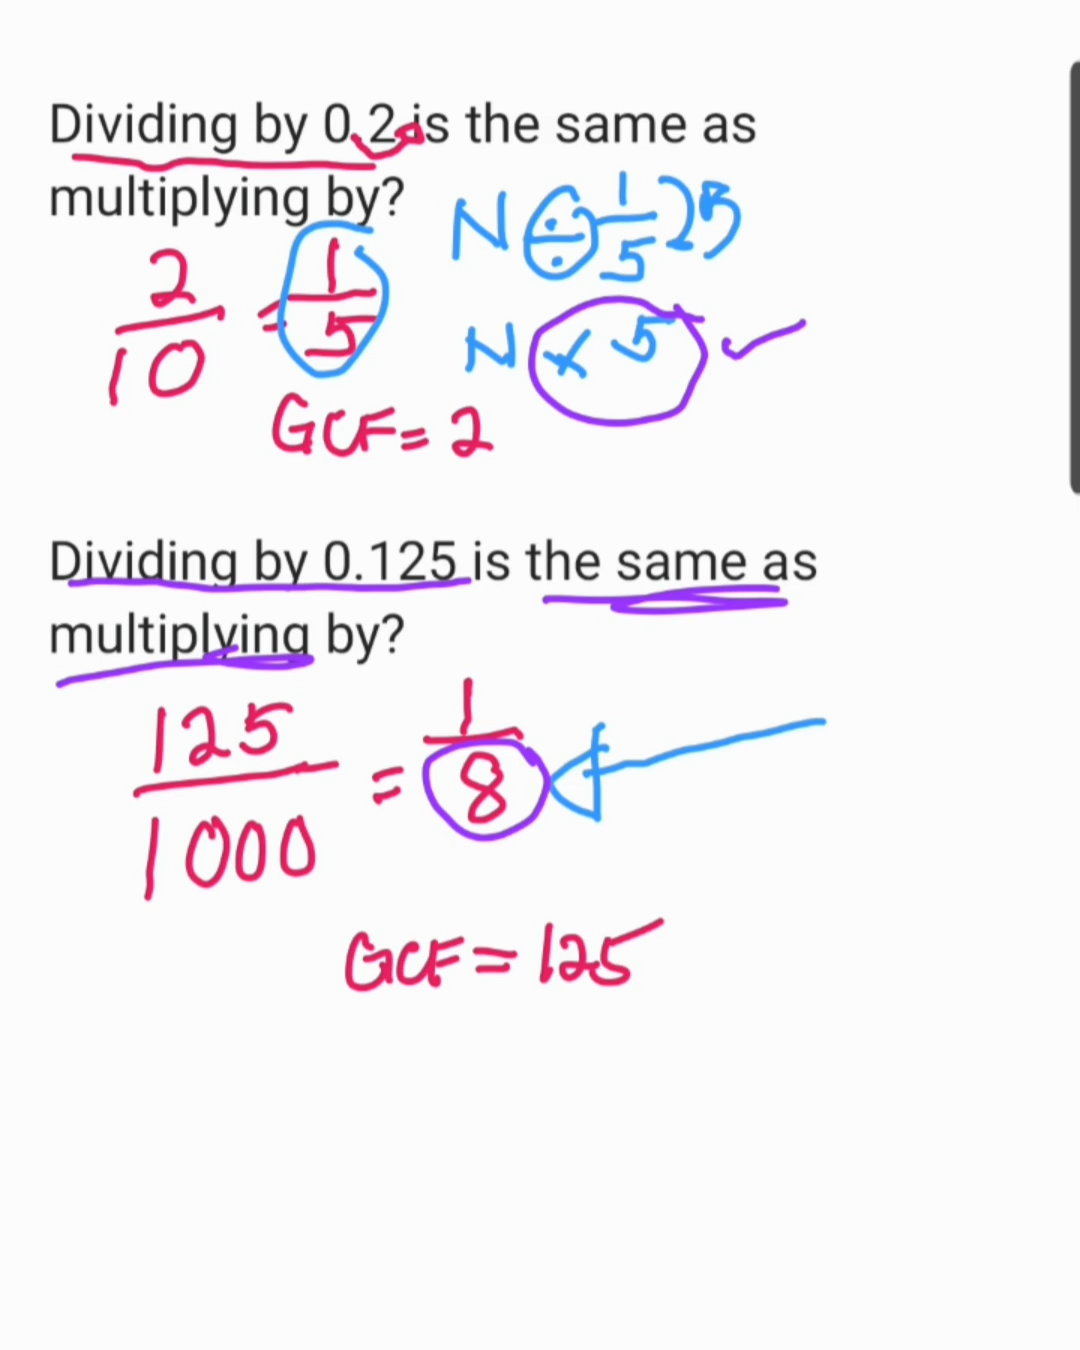 Dividing by 0.2 is the same as
multiplying by?
N ÷ 1/5
2/10 = 1/5
N × 5
GCF = 2
Dividing by 0.125 is the same as
multiplying by?
125/1000 = 1/8
GCF = 125